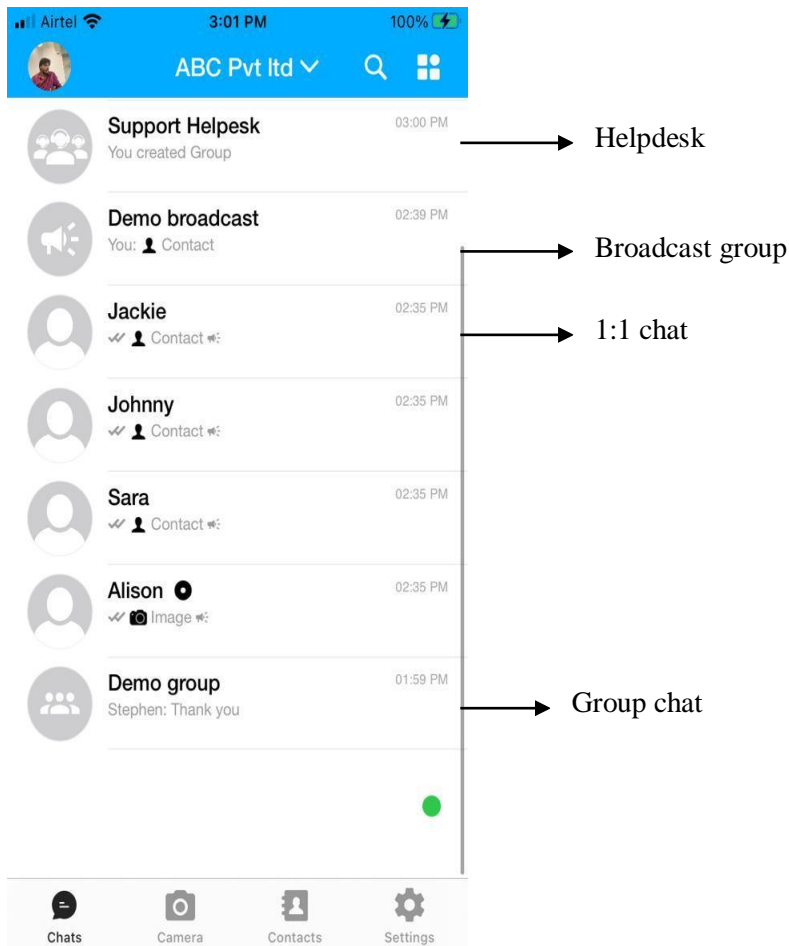 Airtel 3:01 PM 100%
ABC Pvt ltd
Support Helpesk 03:00 PM
You created Group
Helpdesk
Demo broadcast 02:39 PM
You: Contact
Broadcast group
Jackie 02:35 PM
Contact
1:1 chat
Johnny 02:35 PM
Contact
Sara 02:35 PM
Contact
Alison 02:35 PM
Image
Demo group 01:59 PM
Stephen: Thank you
Group chat
Chats Camera Contacts Settings